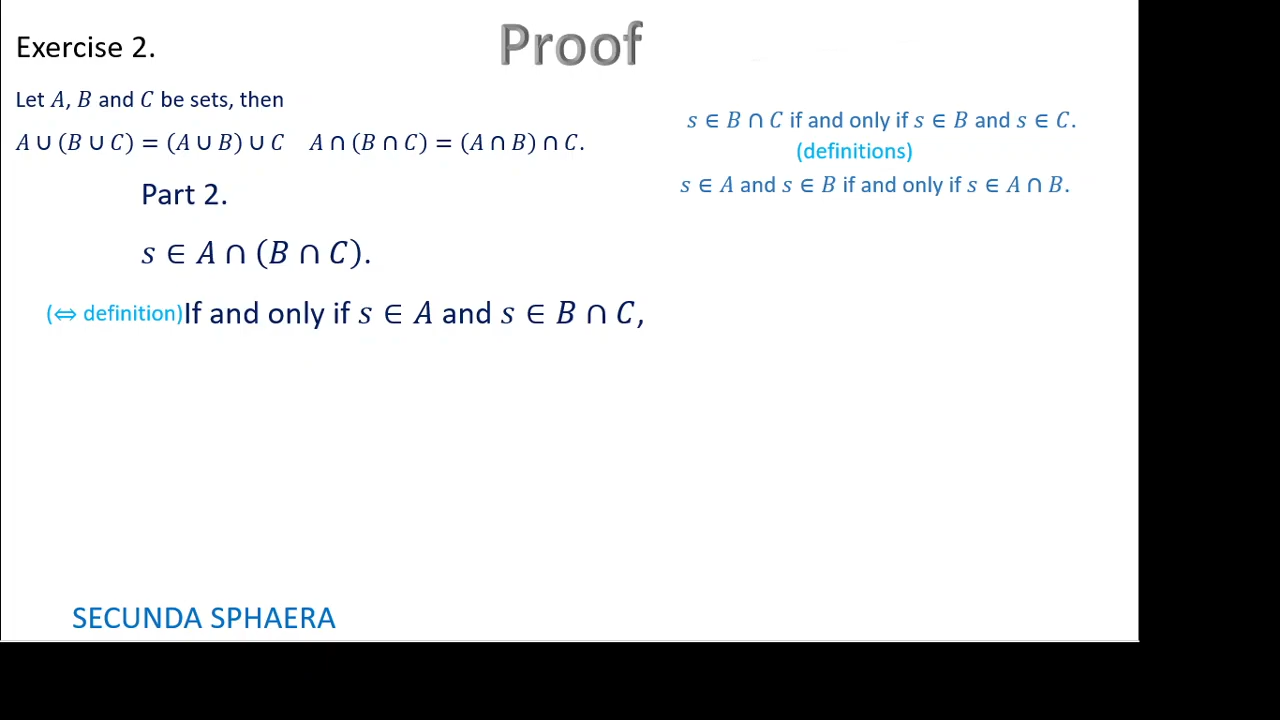 Proof
Exercise 2.
Let A, B and C be sets, then
A ∪ (B ∪ C) = (A ∪ B) ∪ C   A ∩ (B ∩ C) = (A ∩ B) ∩ C.
s ∈ B ∩ C if and only if s ∈ B and s ∈ C.
(definitions)
s ∈ A and s ∈ B if and only if s ∈ A ∩ B.
Part 2.
s ∈ A ∩ (B ∩ C).
(⇔ definition)If and only if s ∈ A and s ∈ B ∩ C,
SECUNDA SPHAERA